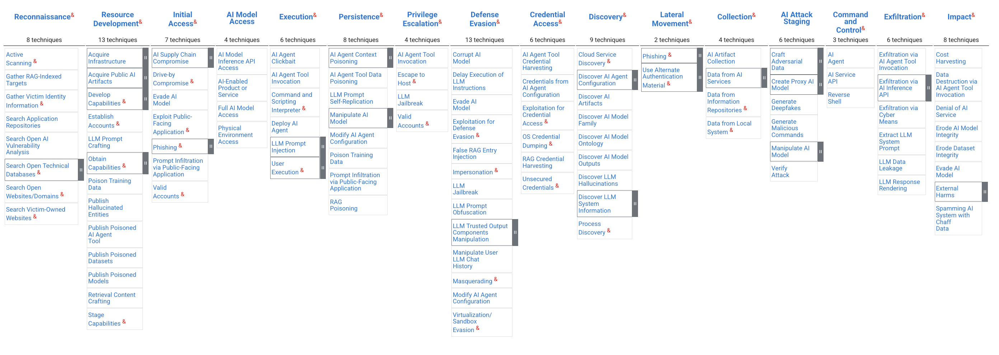 Reconnaissance&
8 techniques
Active
Scanning &
Gather RAG-Indexed
Targets
Gather Victim Identity
Information &
Search Application
Repositories
Search Open AI
Vulnerability
Analysis
Search Open Technical
Databases &
Search Open
Websites/Domains &
Search Victim-Owned
Websites &
Resource
Development&
13 techniques
Acquire
Infrastructure
Acquire Public AI
Artifacts
Develop
Capabilities &
Establish
Accounts &
LLM Prompt
Crafting
Obtain
Capabilities &
Poison Training
Data
Publish
Hallucinated
Entities
Publish Poisoned
AI Agent
Tool
Publish Poisoned
Datasets
Publish Poisoned
Models
Retrieval Content
Crafting
Stage
Capabilities &
Initial
Access&
7 techniques
AI Supply Chain
Compromise
Drive-by
Compromise &
Evade AI
Model
Exploit Public-
Facing
Application &
Phishing &
Prompt Infiltration
via Public-Facing
Application
Valid
Accounts &
AI Model
Access
4 techniques
AI Model
Inference API
Access
AI-Enabled
Product or
Service
Full AI Model
Access
Physical
Environment
Access
Execution&
6 techniques
AI Agent
Clickbait
AI Agent Tool
Invocation
Command and
Scripting
Interpreter &
Deploy AI
Agent
LLM Prompt
Injection
User
Execution &
Persistence&
8 techniques
AI Agent Context
Poisoning
AI Agent Tool Data
Poisoning
LLM Prompt
Self-Replication
Manipulate AI
Model
Modify AI Agent
Configuration
Poison Training
Data
Prompt Infiltration
via Public-Facing
Application
RAG
Poisoning
Privilege
Escalation&
4 techniques
AI Agent Tool
Invocation
Escape to
Host &
LLM
Jailbreak
Valid
Accounts &
Defense
Evasion&
13 techniques
Corrupt AI
Model
Delay Execution of
LLM
Instructions
Evade AI
Model
Exploitation for
Defense
Evasion &
False RAG Entry
Injection
Impersonation &
LLM
Jailbreak
LLM Prompt
Obfuscation
LLM Trusted Output
Components
Manipulation
Manipulate User
LLM Chat
History
Masquerading &
Modify AI Agent
Configuration
Virtualization/
Sandbox
Evasion &
Credential
Access&
6 techniques
AI Agent Tool
Credential
Harvesting
Credentials from
AI Agent
Configuration
Exploitation for
Credential
Access &
OS Credential
Dumping &
RAG Credential
Harvesting
Unsecured
Credentials &
Discovery&
9 techniques
Cloud Service
Discovery &
Discover AI Agent
Configuration
Discover AI
Artifacts
Discover AI Model
Family
Discover AI Model
Ontology
Discover AI Model
Outputs
Discover LLM
Hallucinations
Discover LLM
System
Information
Process
Discovery &
Lateral
Movement&
2 techniques
Phishing &
Use Alternate
Authentication
Material &
Collection&
4 techniques
AI Artifact
Collection
Data from AI
Services
Data from
Information
Repositories &
Data from Local
System &
AI Attack
Staging
6 techniques
Craft
Adversarial
Data
Create Proxy AI
Model
Generate
Deepfakes
Generate
Malicious
Commands
Manipulate AI
Model
Verify
Attack
Command
and
Control&
3 techniques
AI
Agent
AI Service
API
Reverse
Shell
Exfiltration&
6 techniques
Exfiltration via
AI Agent Tool
Invocation
Exfiltration via
AI Inference
API
Exfiltration via
Cyber
Means
Extract LLM
System
Prompt
LLM Data
Leakage
LLM Response
Rendering
Impact&
8 techniques
Cost
Harvesting
Data
Destruction via
AI Agent Tool
Invocation
Denial of AI
Service
Erode AI Model
Integrity
Erode Dataset
Integrity
Evade AI
Model
External
Harms
Spamming AI
System with
Chaff
Data